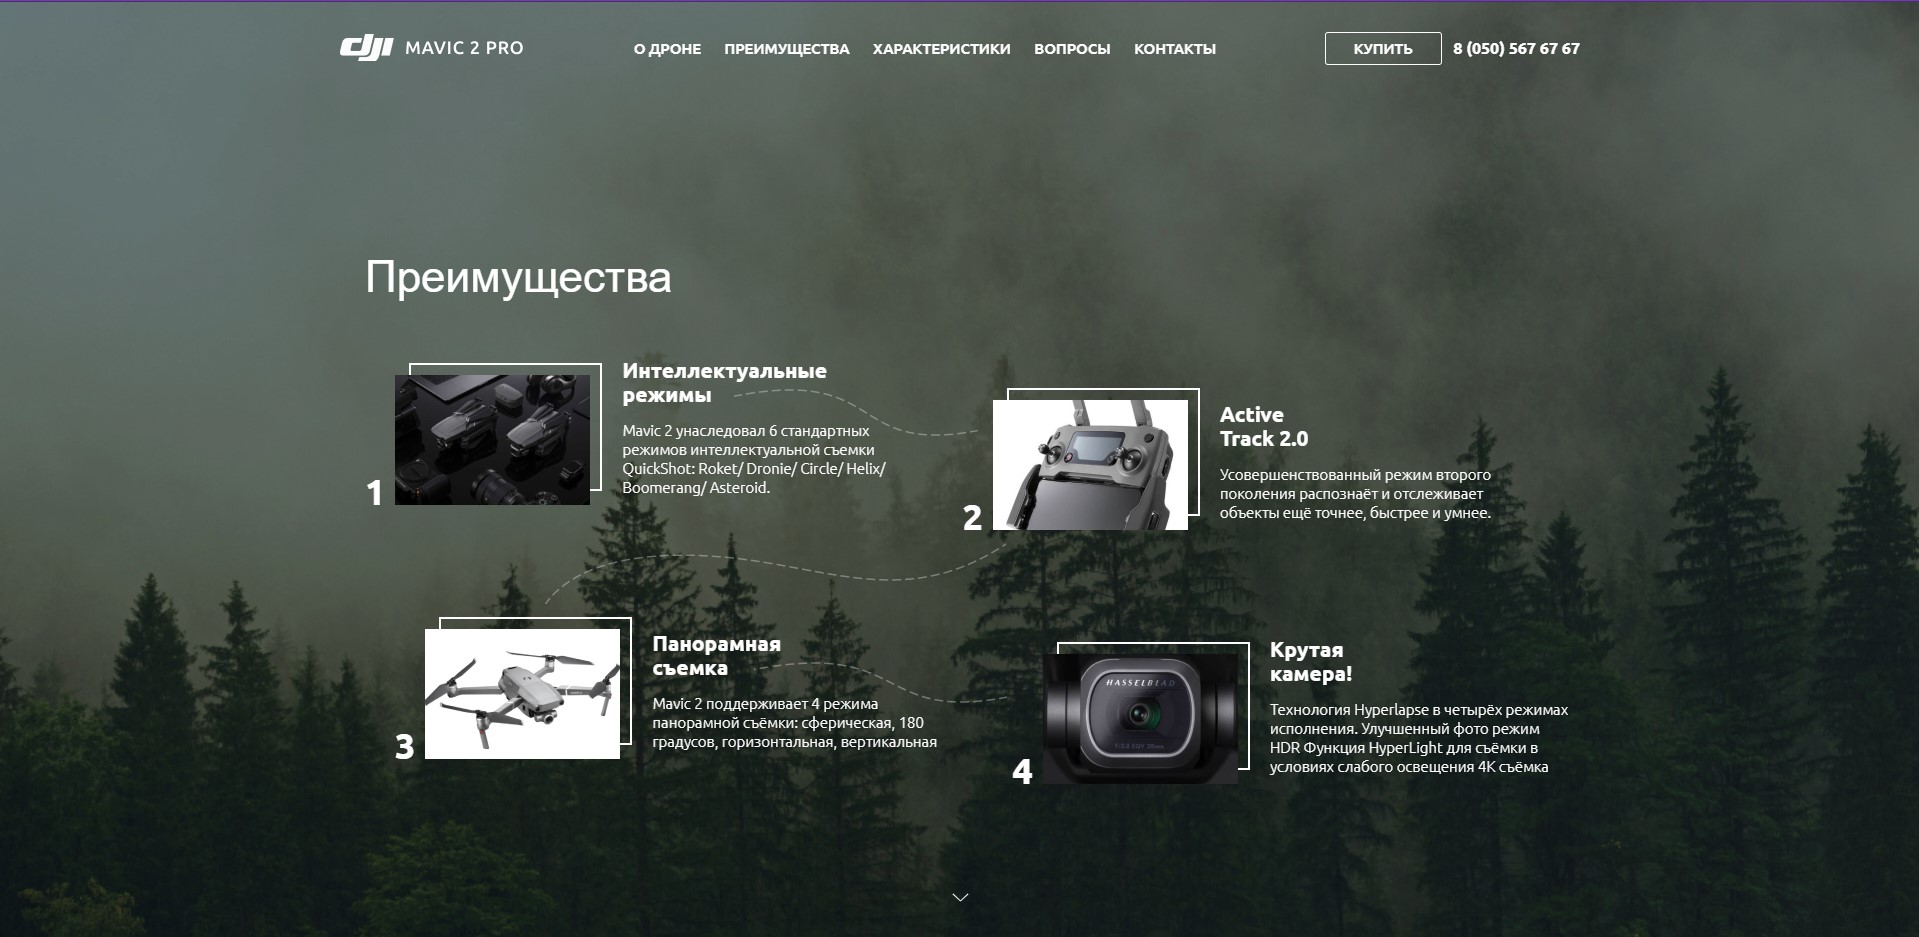 dji MAVIC 2 PRO
О ДРОНЕ ПРЕИМУЩЕСТВА ХАРАКТЕРИСТИКИ ВОПРОСЫ КОНТАКТЫ
КУПИТЬ 8 (050) 567 67 67
Преимущества
1
Интеллектуальные
режимы
Mavic 2 унаследовал 6 стандартных
режимов интеллектуальной съемки
QuickShot: Roket/ Dronie/ Circle/ Helix/
Boomerang/ Asteroid.
2
Active
Track 2.0
Усовершенствованный режим второго
поколения распознаёт и отслеживает
объекты ещё точнее, быстрее и умнее.
3
Панорамная
съемка
Mavic 2 поддерживает 4 режима
панорамной съёмки: сферическая, 180
градусов, горизонтальная, вертикальная
4
HASSELBLAD
Крутая
камера!
Технология Hyperlapse в четырёх режимах
исполнения. Улучшенный фото режим
HDR Функция HyperLight для съёмки в
условиях слабого освещения 4K съёмка